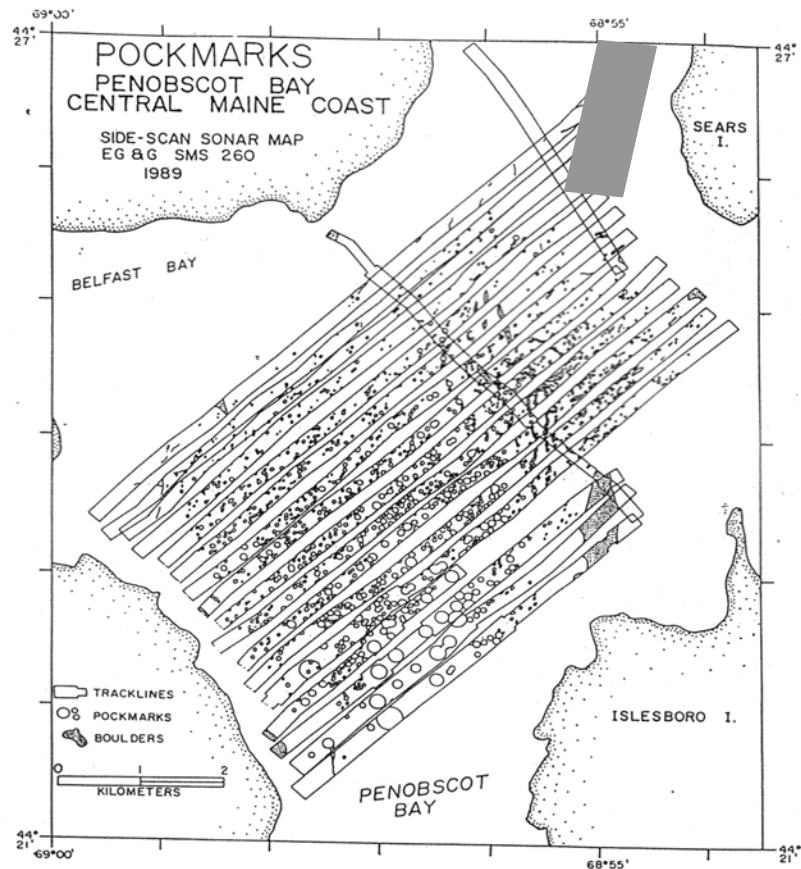 69°00'
68°55'
44°
27'
44°
27'
POCKMARKS
PENOBSCOT BAY
CENTRAL MAINE COAST
SIDE-SCAN SONAR MAP
EG&G SMS 260
1989
SEARS
I.
BELFAST BAY
TRACKLINES
POCKMARKS
BOULDERS
0 2
KILOMETERS
ISLESBORO I.
PENOBSCOT
BAY
44°
21'
44°
21'
69°00'
68°55'